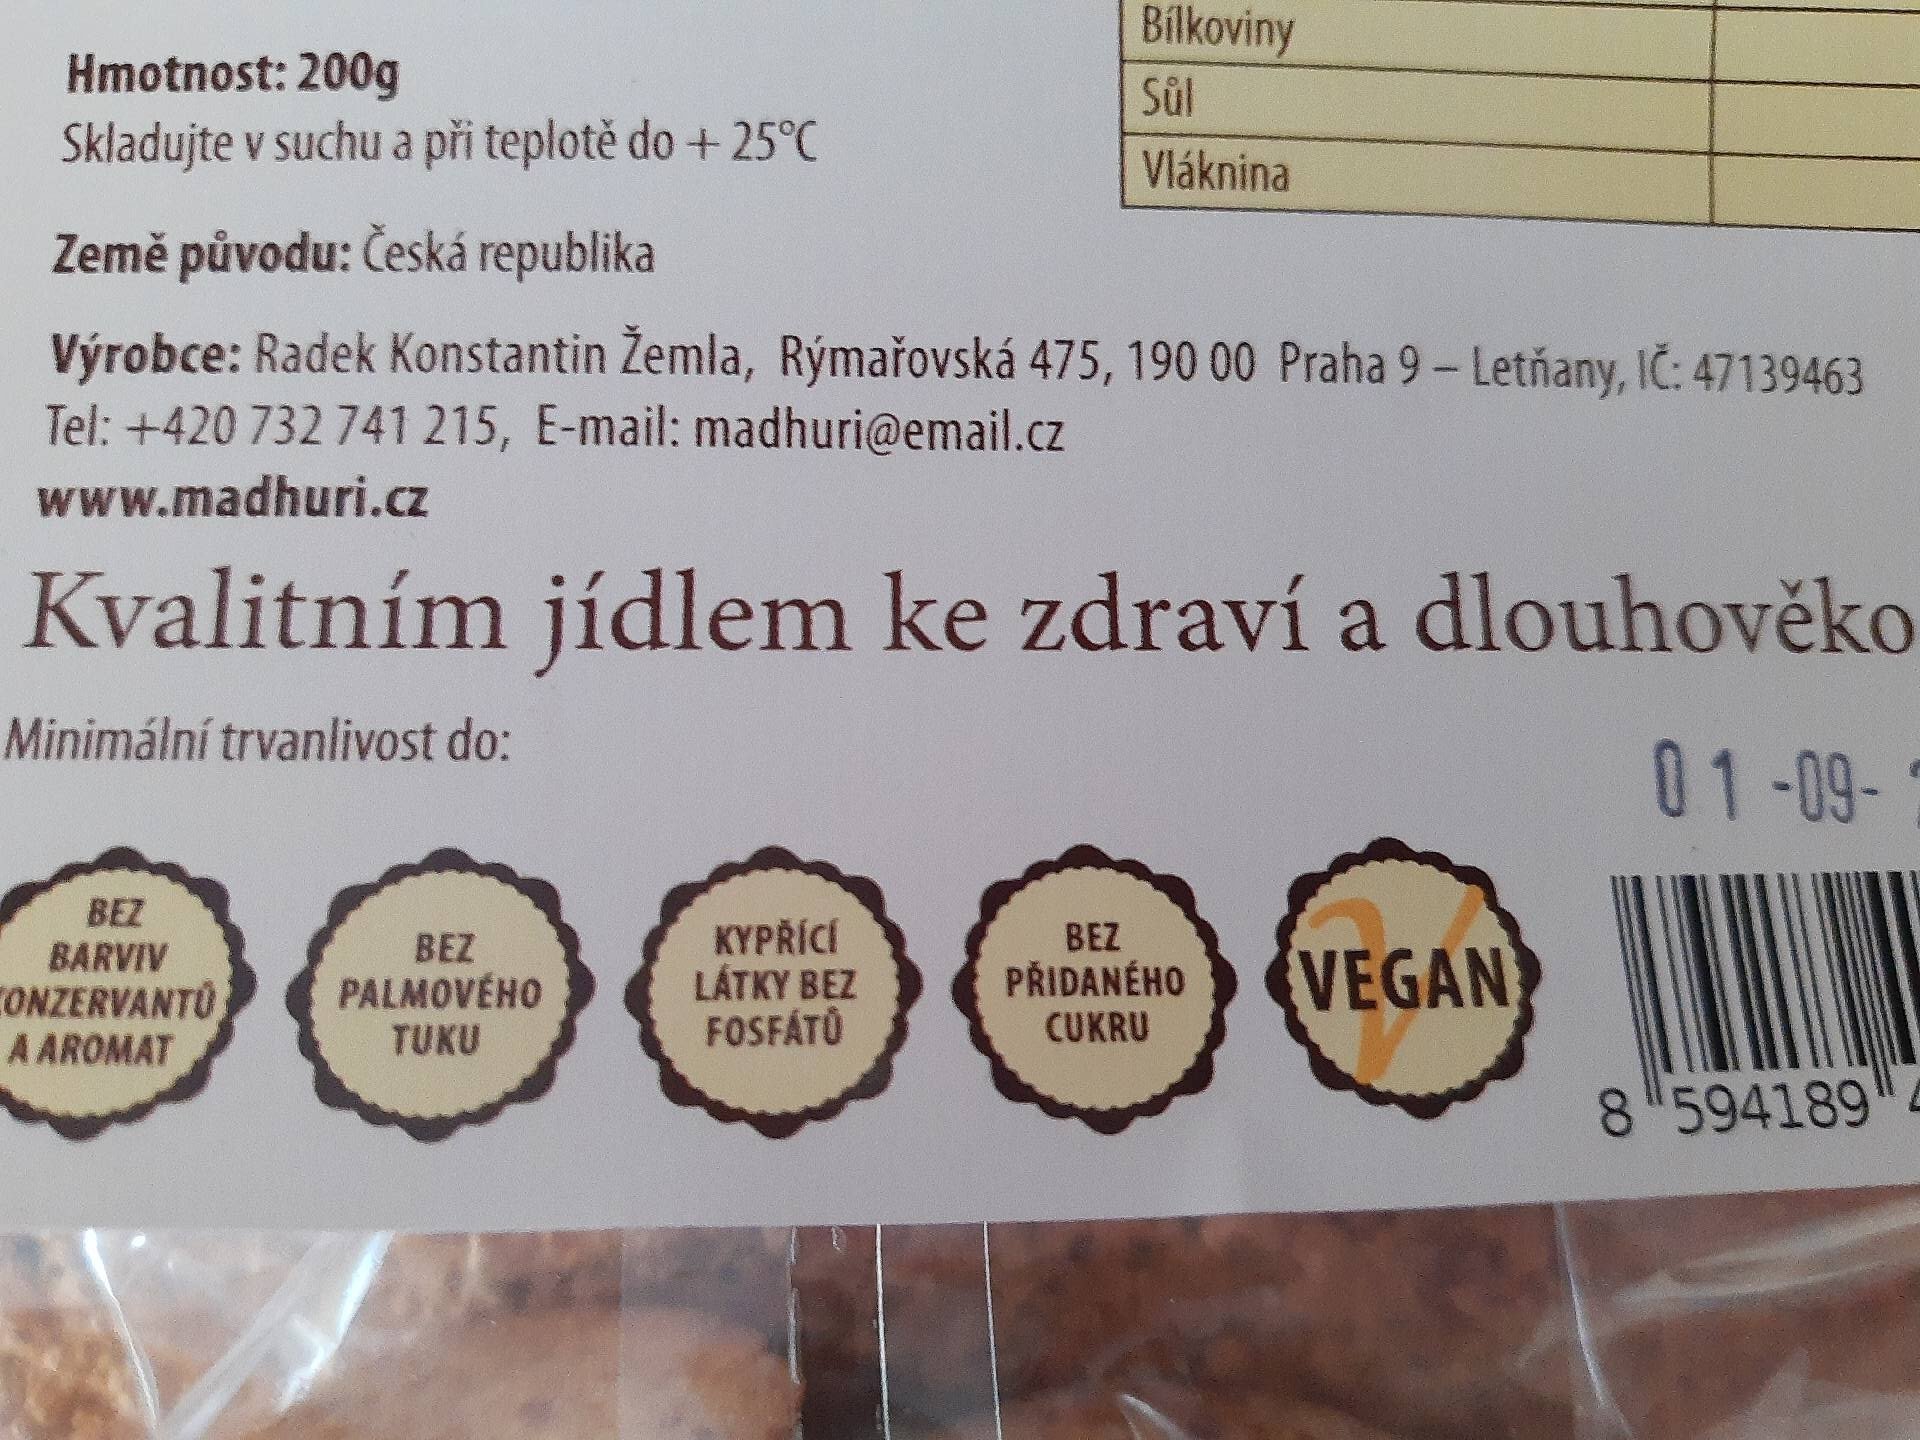 Bílkoviny
Sůl
Vláknina
Hmotnost: 200g
Skladujte v suchu a při teplotě do + 25°C
Země původu: Česká republika
Výrobce: Radek Konstantin Žemla, Rýmařovská 475, 190 00 Praha 9 – Letňany, IČ: 47139463
Tel: +420 732 741 215, E-mail: madhuri@email.cz
www.madhuri.cz
Kvalitním jídlem ke zdraví a dlouhověko
Minimální trvanlivost do:
01-09-
BEZ
BARVIV
ONZERVANTŮ
A AROMAT
BEZ
PALMOVÉHO
TUKU
KYPŘÍCÍ
LÁTKY BEZ
FOSFÁTŮ
BEZ
PŘIDANÉHO
CUKRU
VEGAN
8 594189